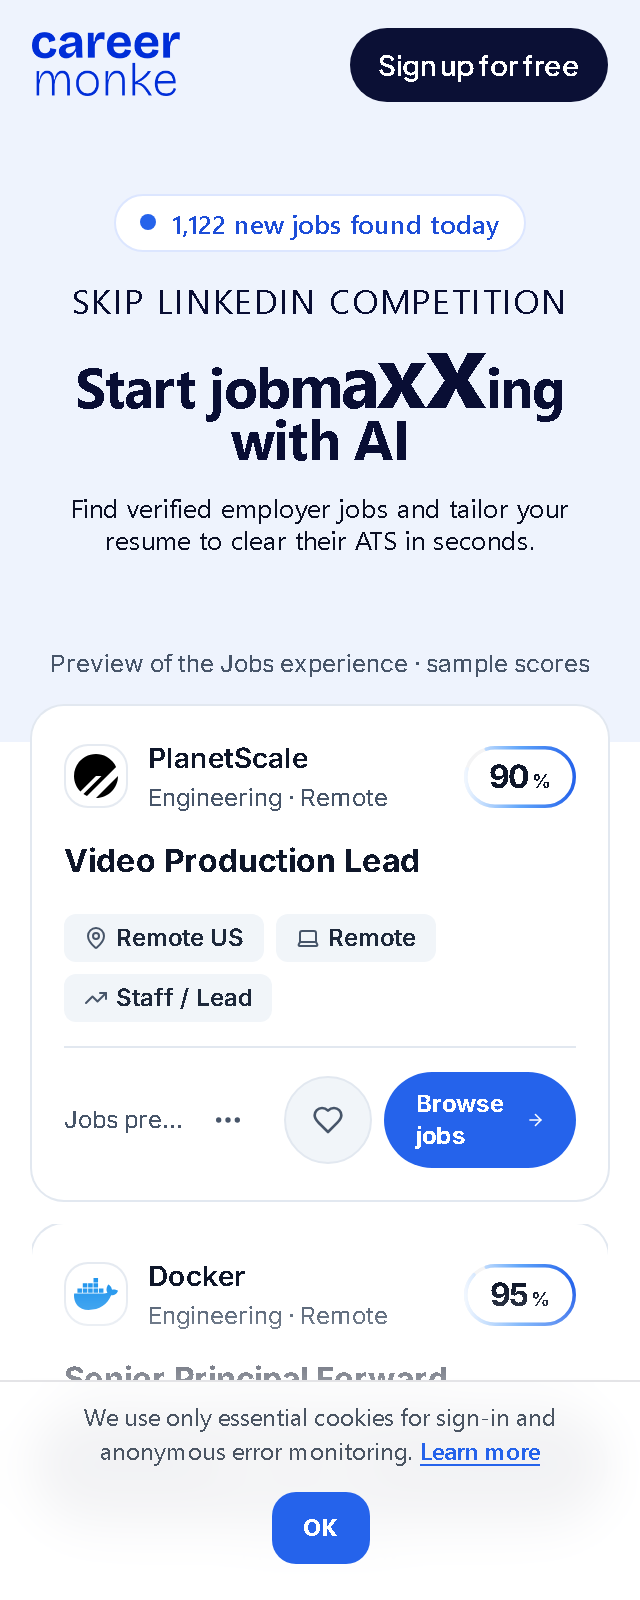 career
monke
Sign up for free
1,122 new jobs found today
SKIP LINKEDIN COMPETITION
Start jobmaxXing
with AI
Find verified employer jobs and tailor your
resume to clear their ATS in seconds.
Preview of the Jobs experience · sample scores
PlanetScale
Engineering · Remote
90 %
Video Production Lead
Remote US
Remote
Staff / Lead
Jobs pre...
Browse
jobs
Docker
Engineering · Remote
95 %
Senior Principal Forward
We use only essential cookies for sign-in and
anonymous error monitoring. Learn more
OK